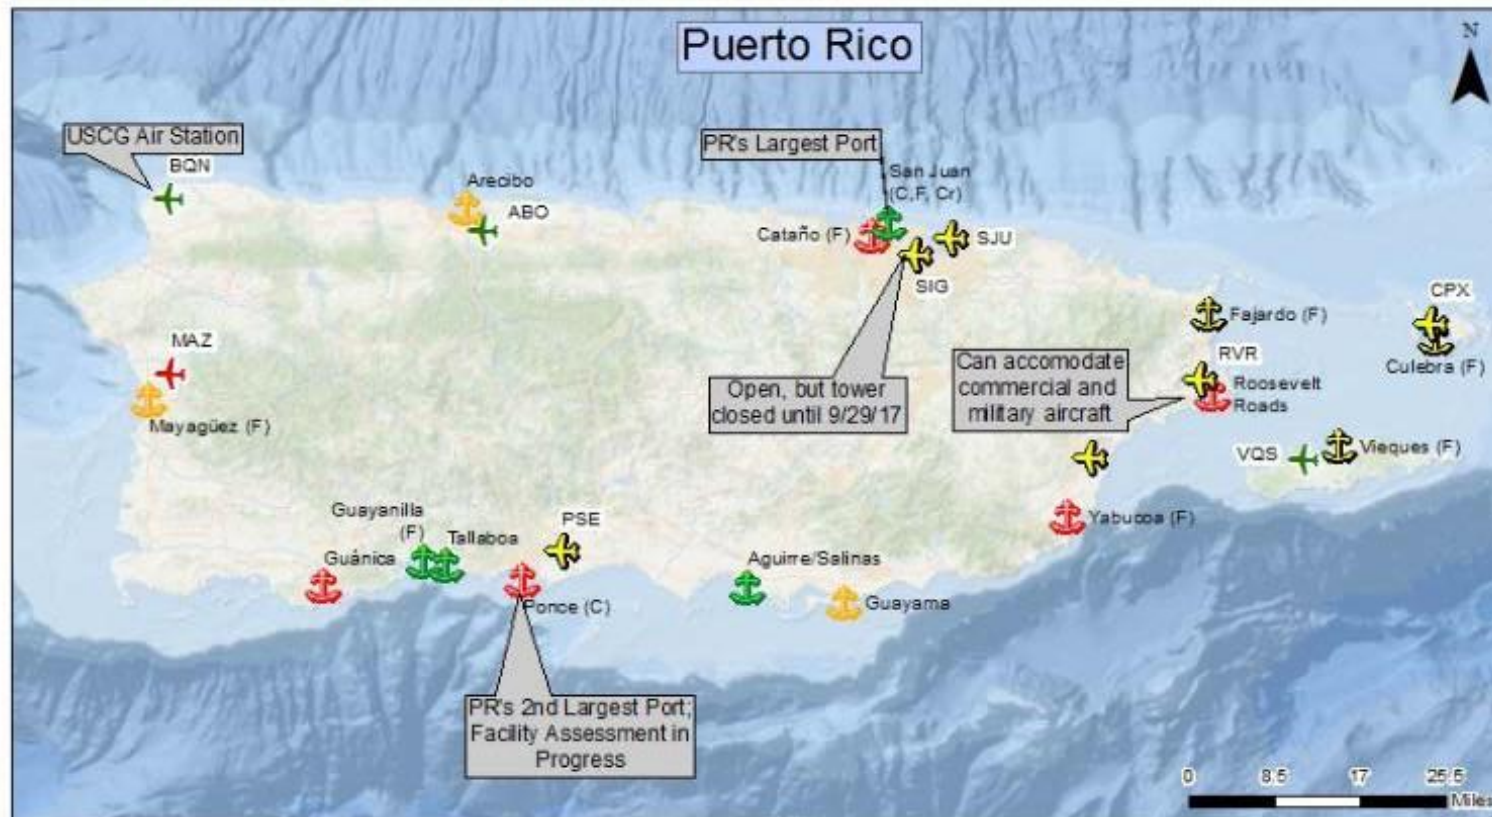 Puerto Rico
N
USCG Air Station
BQN
Arecibo
ABO
PR's Largest Port
San Juan
(C,F, Cr)
Cataño (F)
SJU
SIG
MAZ
Mayagüez (F)
Open, but tower
closed until 9/29/17
Can accomodate
commercial and
military aircraft
Fajardo (F)
CPX
Culebra (F)
RVR
Roosevelt
Roads
VQS
Vieques (F)
Yabucoa (F)
Guayanilla
(F)
Tallaboa
Guánica
PSE
Ponce (C)
Aguirre/Salinas
Guayama
PR's 2nd Largest Port;
Facility Assessment in
Progress
0 8.5 17 25.5
Miles